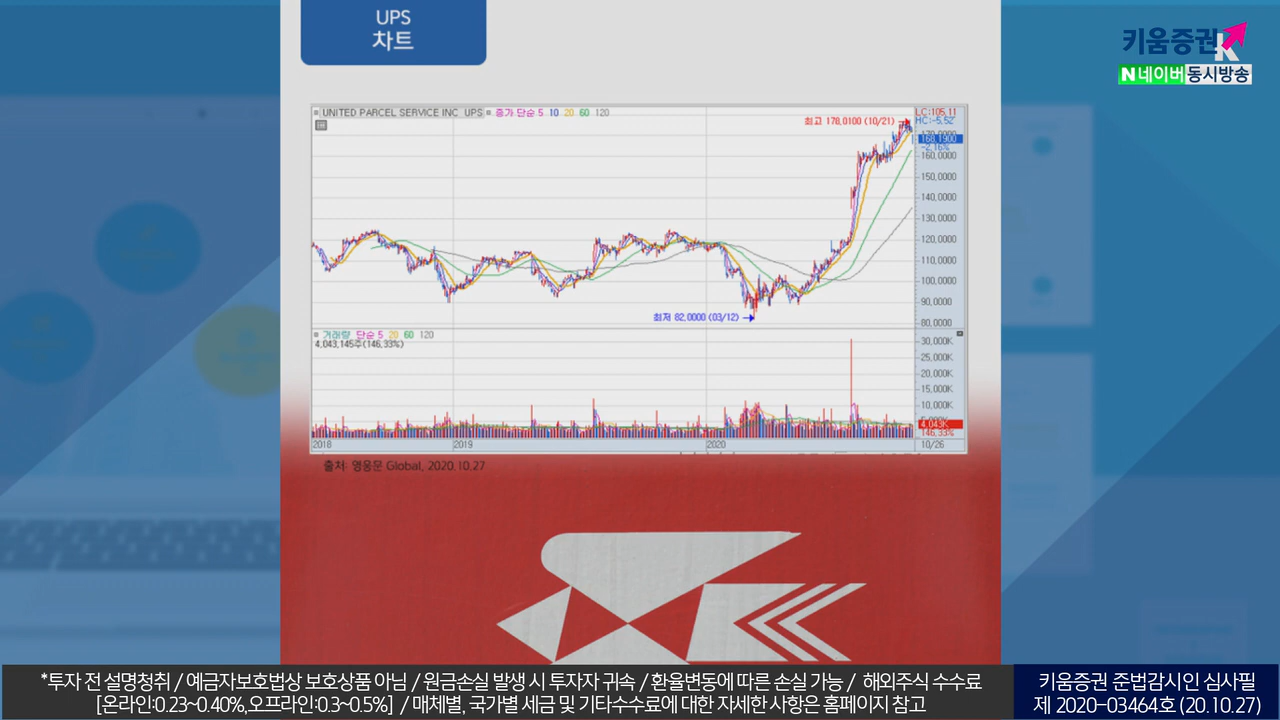 UPS
차트
키움증권
N 네이버 동시방송
UNITED PARCEL SERVICE INC UPS 종가 단순 5 10 20 60 120
LC:105.11
HC:-5.52
최고 178,0100 (10/21)
170,0000
168,1900
-2,16%
160,0000
150,0000
140,0000
130,0000
120,0000
110,0000
100,0000
90,0000
최저 82,0000 (03/12)
80,0000
거래량 단순 5 20 60 120
4,043,145주(146,33%)
30,000K
25,000K
20,000K
15,000K
10,000K
5,000K
4,043K
146,33%
2018 2019 2020 10/26
출처: 영웅문 Global, 2020.10.27
*투자 전 설명청취 / 예금자보호법상 보호상품 아님 / 원금손실 발생 시 투자자 귀속 / 환율변동에 따른 손실 가능 / 해외주식 수수료
[온라인:0.23~0.40%,오프라인:0.3~0.5%] / 매체별, 국가별 세금 및 기타수수료에 대한 자세한 사항은 홈페이지 참고
키움증권 준법감시인 심사필
제 2020-03464호 (20.10.27)